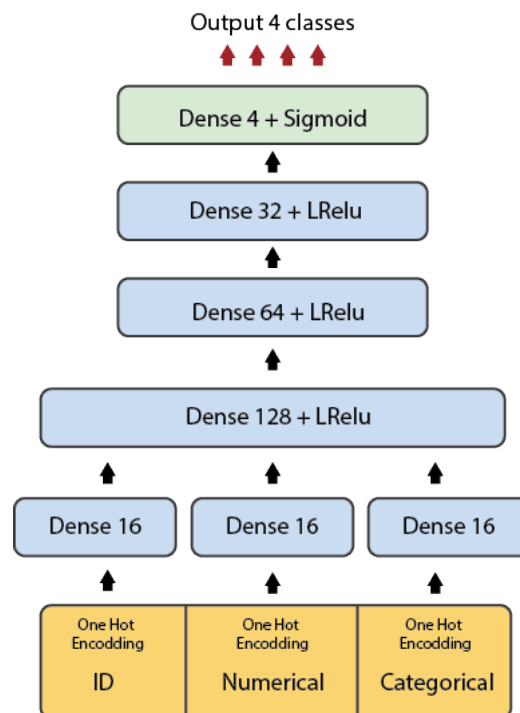 Output 4 classes
Dense 4 + Sigmoid
Dense 32 + LRelu
Dense 64 + LRelu
Dense 128 + LRelu
Dense 16
Dense 16
Dense 16
One Hot
Encodding
ID
One Hot
Encodding
Numerical
One Hot
Encodding
Categorical